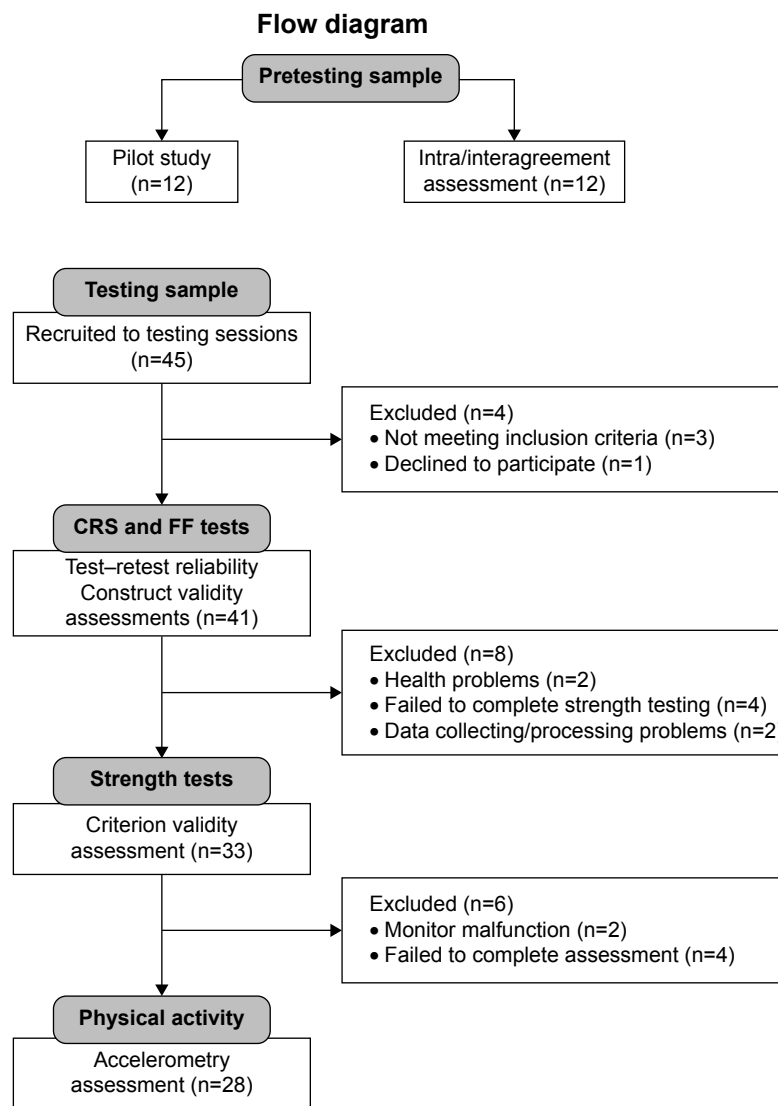 Flow diagram
Pretesting sample
Pilot study
(n=12)
Intra/interagreement
assessment (n=12)
Testing sample
Recruited to testing sessions
(n=45)
Excluded (n=4)
• Not meeting inclusion criteria (n=3)
• Declined to participate (n=1)
CRS and FF tests
Test–retest reliability
Construct validity
assessments (n=41)
Excluded (n=8)
• Health problems (n=2)
• Failed to complete strength testing (n=4)
• Data collecting/processing problems (n=2)
Strength tests
Criterion validity
assessment (n=33)
Excluded (n=6)
• Monitor malfunction (n=2)
• Failed to complete assessment (n=4)
Physical activity
Accelerometry
assessment (n=28)